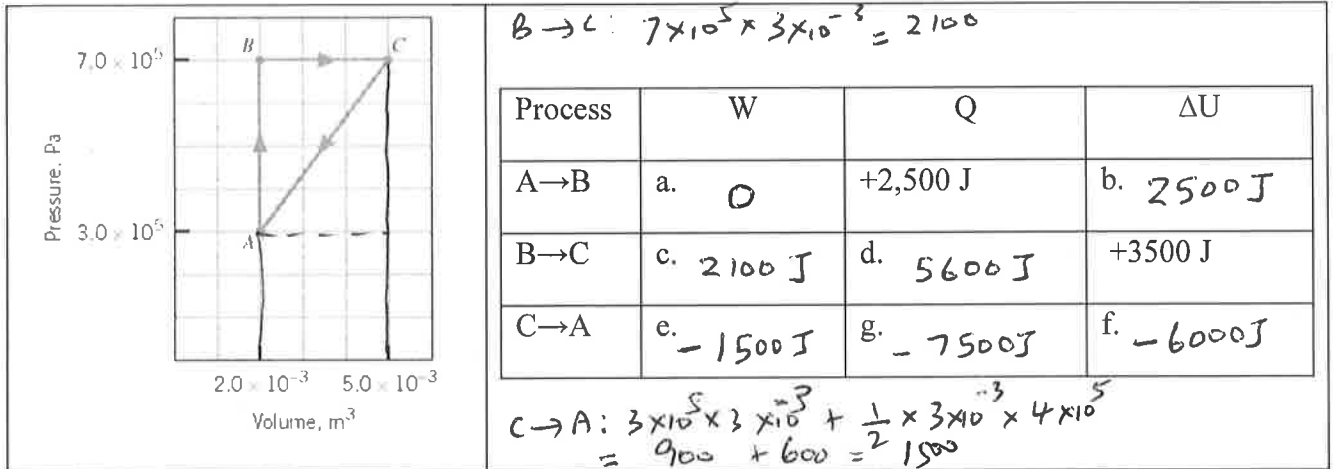 B → C: 7×10⁵ × 3×10⁻³ = 2100
7.0 × 10⁵
B
C
Pressure, Pa
3.0 × 10⁵
A
2.0 × 10⁻³ 5.0 × 10⁻³
Volume, m³
Process W Q ΔU
A→B a. 0 +2,500 J b. 2500 J
B→C c. 2100 J d. 5600 J +3500 J
C→A e. - 1500 J g. - 7500J f. - 6000J
C → A: 3×10⁵ × 3×10⁻³ + 1/2 × 3×10⁻³ × 4×10⁵
= 900 + 600 = 1500